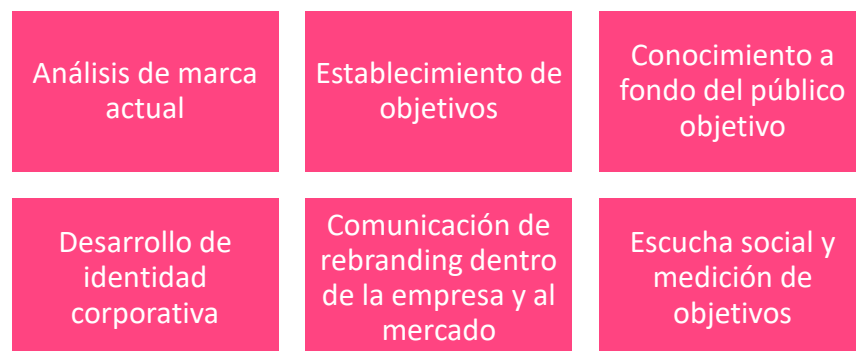 Análisis de marca
actual
Establecimiento de
objetivos
Conocimiento a
fondo del público
objetivo
Desarrollo de
identidad
corporativa
Comunicación de
rebranding dentro
de la empresa y al
mercado
Escucha social y
medición de
objetivos